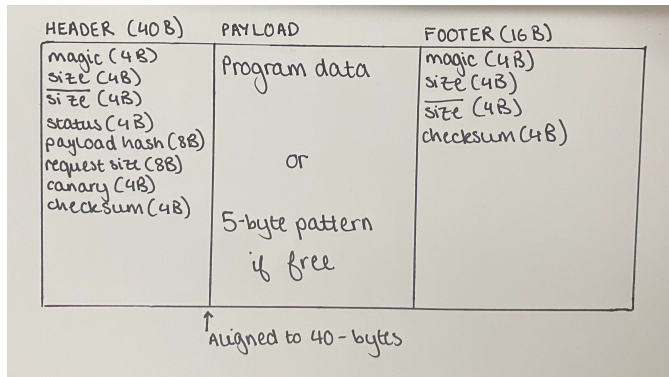 HEADER (40B)
magic (4B)
size (4B)
size (4B)
status (4B)
payload hash (8B)
request size (8B)
canary (4B)
checksum (4B)
PAYLOAD
Program data
or
5-byte pattern
if free
FOOTER (16B)
magic (4B)
size (4B)
size (4B)
checksum (4B)
Aligned to 40-bytes